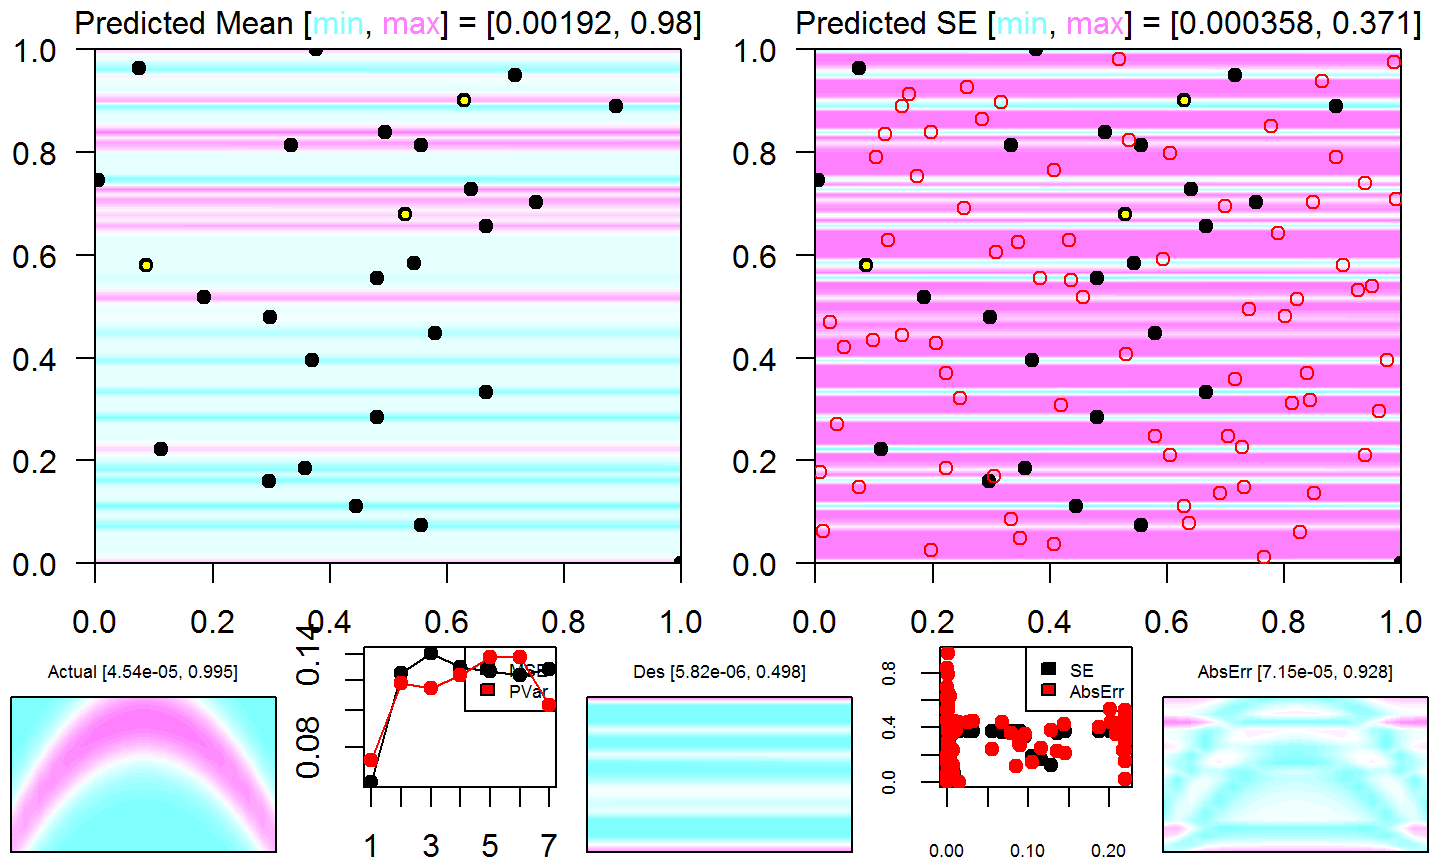 Predicted Mean [min, max] = [0.00192, 0.98]
1.0
0.8
0.6
0.4
0.2
0.0
0.0 0.2 0.4 0.6 0.8 1.0
Predicted SE [min, max] = [0.000358, 0.371]
1.0
0.8
0.6
0.4
0.2
0.0
0.0 0.2 0.4 0.6 0.8 1.0
Actual [4.54e-05, 0.995]
0.14
0.08
MSE
PVar
1 3 5 7
Des [5.82e-06, 0.498]
0.8
0.4
0.0
SE
AbsErr
0.00 0.10 0.20
AbsErr [7.15e-05, 0.928]